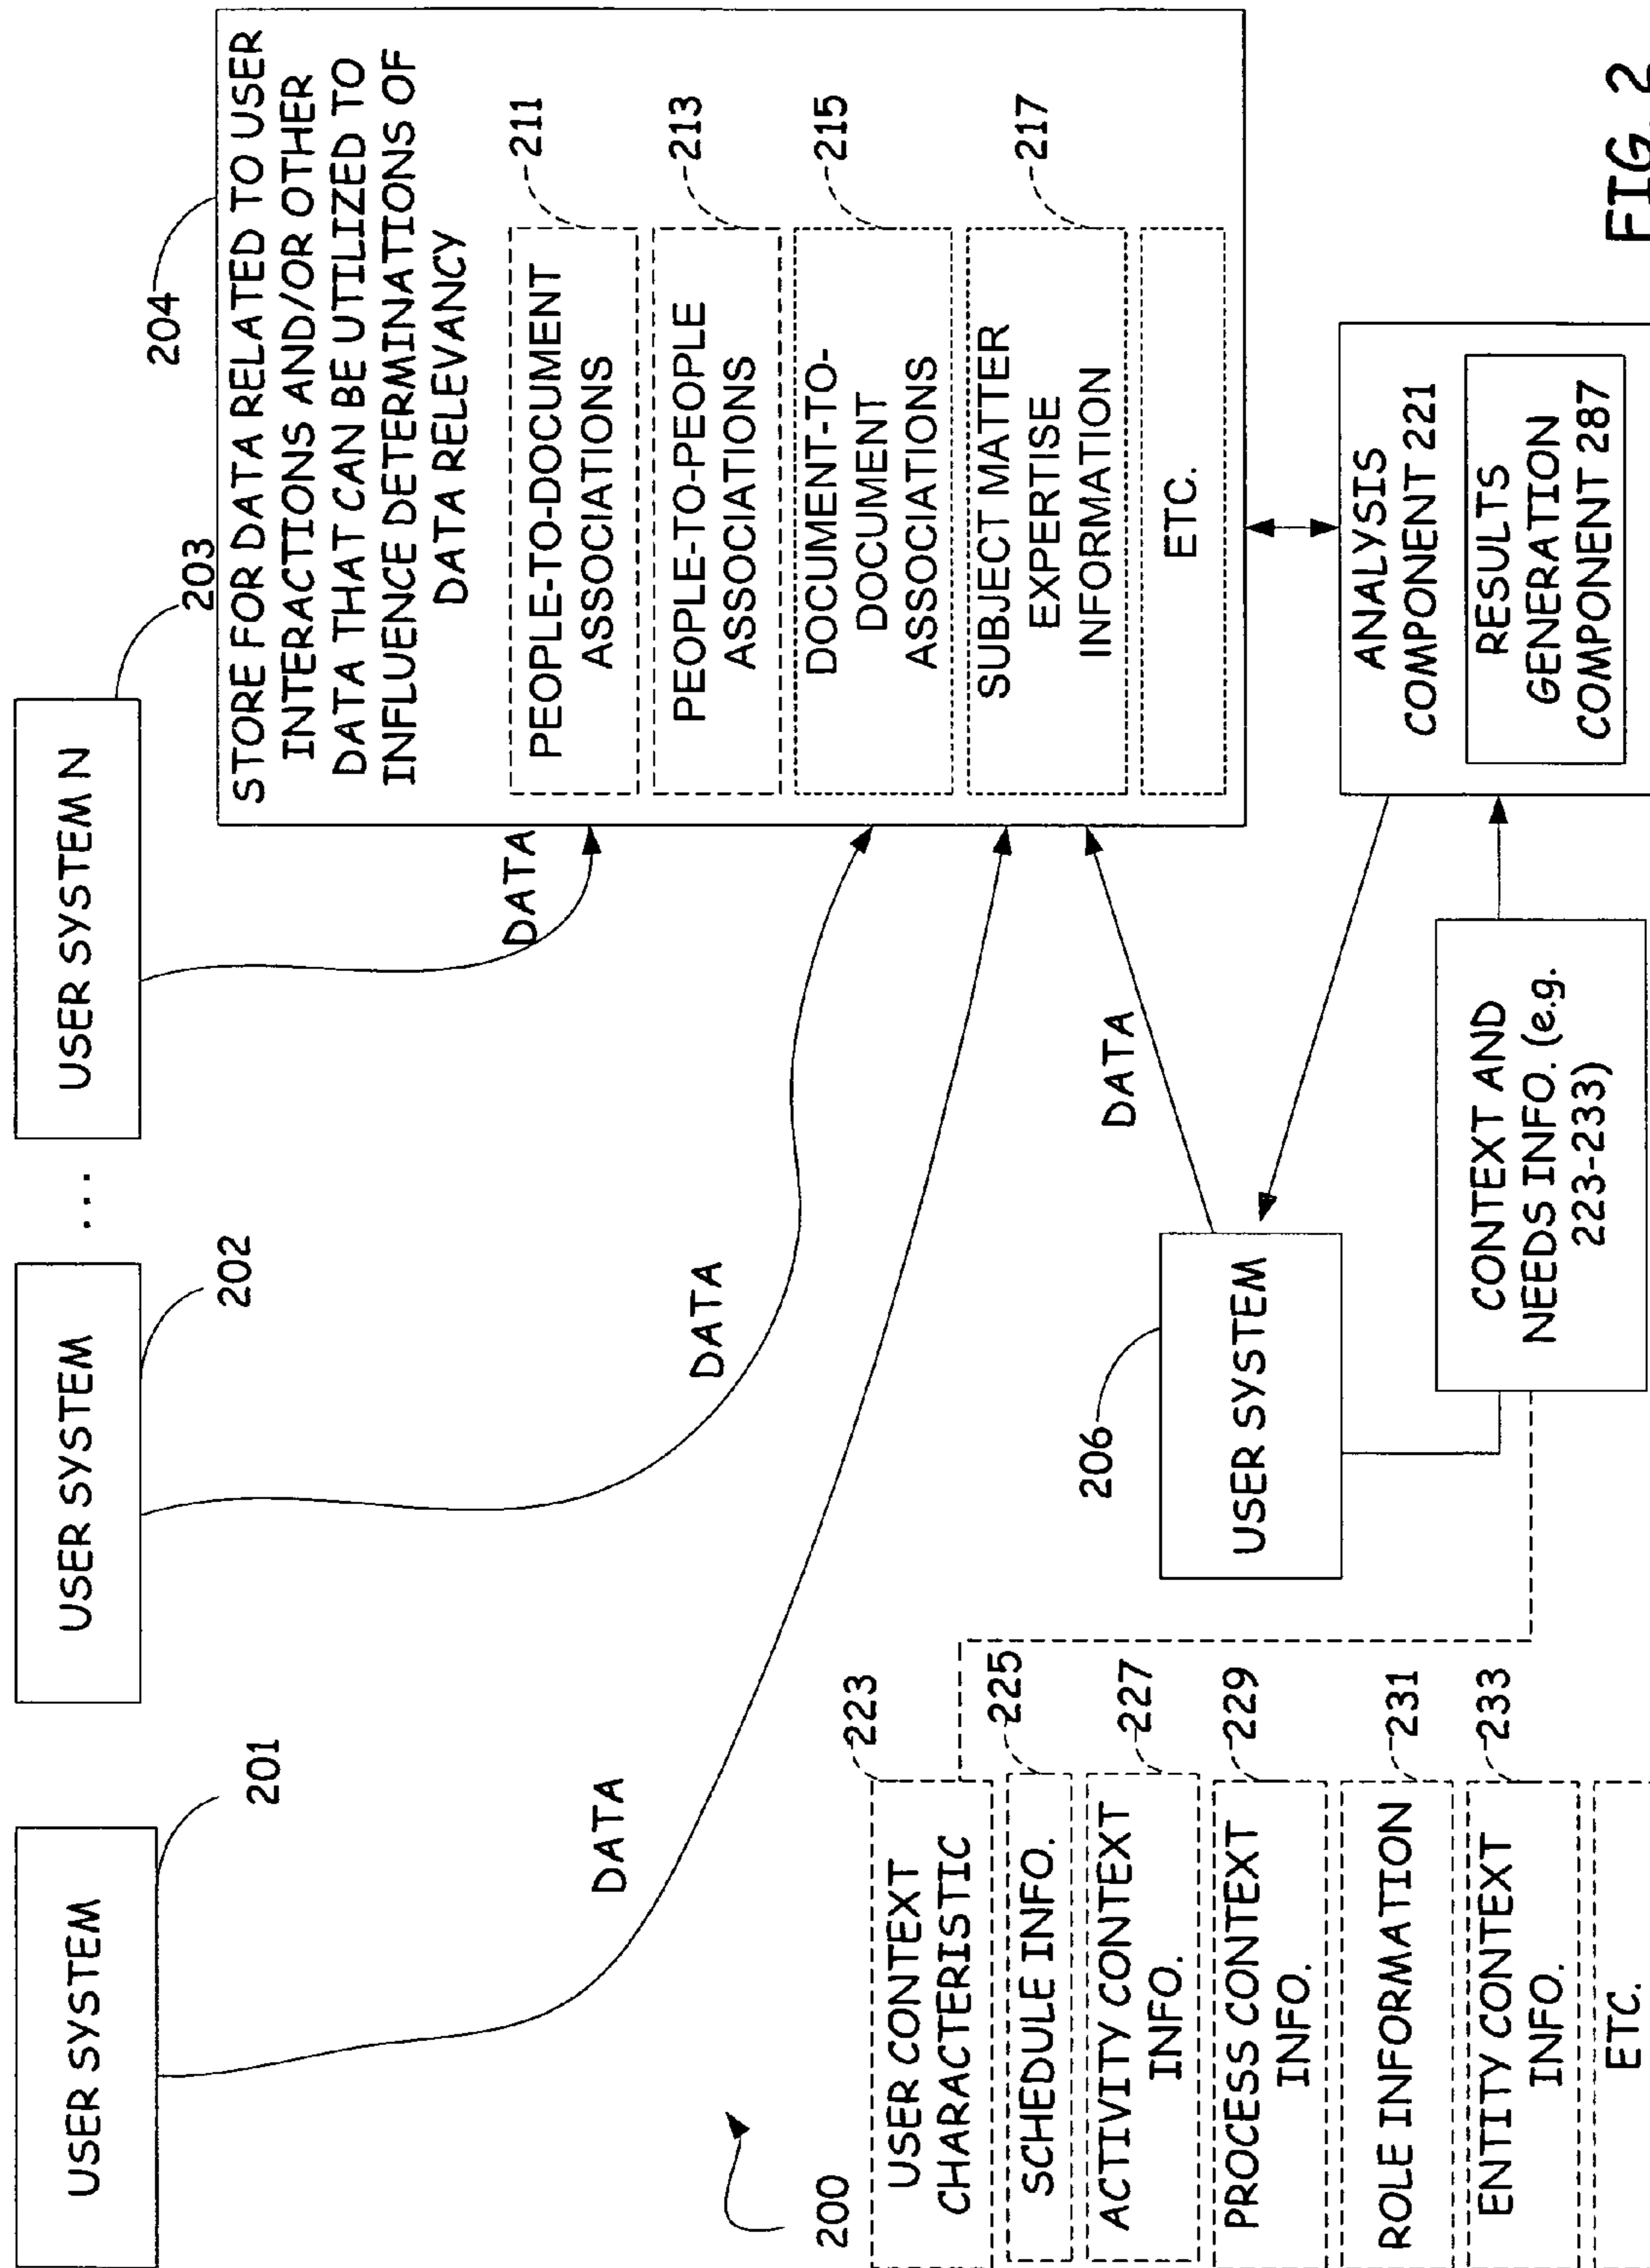 USER SYSTEM
201
USER SYSTEM
202
...
USER SYSTEM N
203
204
STORE FOR DATA RELATED TO USER
INTERACTIONS AND/OR OTHER
DATA THAT CAN BE UTILIZED TO
INFLUENCE DETERMINATIONS OF
DATA RELEVANCY
PEOPLE-TO-DOCUMENT
ASSOCIATIONS
211
PEOPLE-TO-PEOPLE
ASSOCIATIONS
213
DOCUMENT-TO-
DOCUMENT
ASSOCIATIONS
215
SUBJECT MATTER
EXPERTISE
INFORMATION
217
ETC.
DATA
DATA
DATA
DATA
200
206
USER SYSTEM
ANALYSIS
COMPONENT 221
RESULTS
GENERATION
COMPONENT 287
CONTEXT AND
NEEDS INFO. (e.g.
223-233)
USER CONTEXT
CHARACTERISTIC
223
SCHEDULE INFO.
225
ACTIVITY CONTEXT
INFO.
227
PROCESS CONTEXT
INFO.
229
ROLE INFORMATION
231
ENTITY CONTEXT
INFO.
233
ETC.
FIG. 2